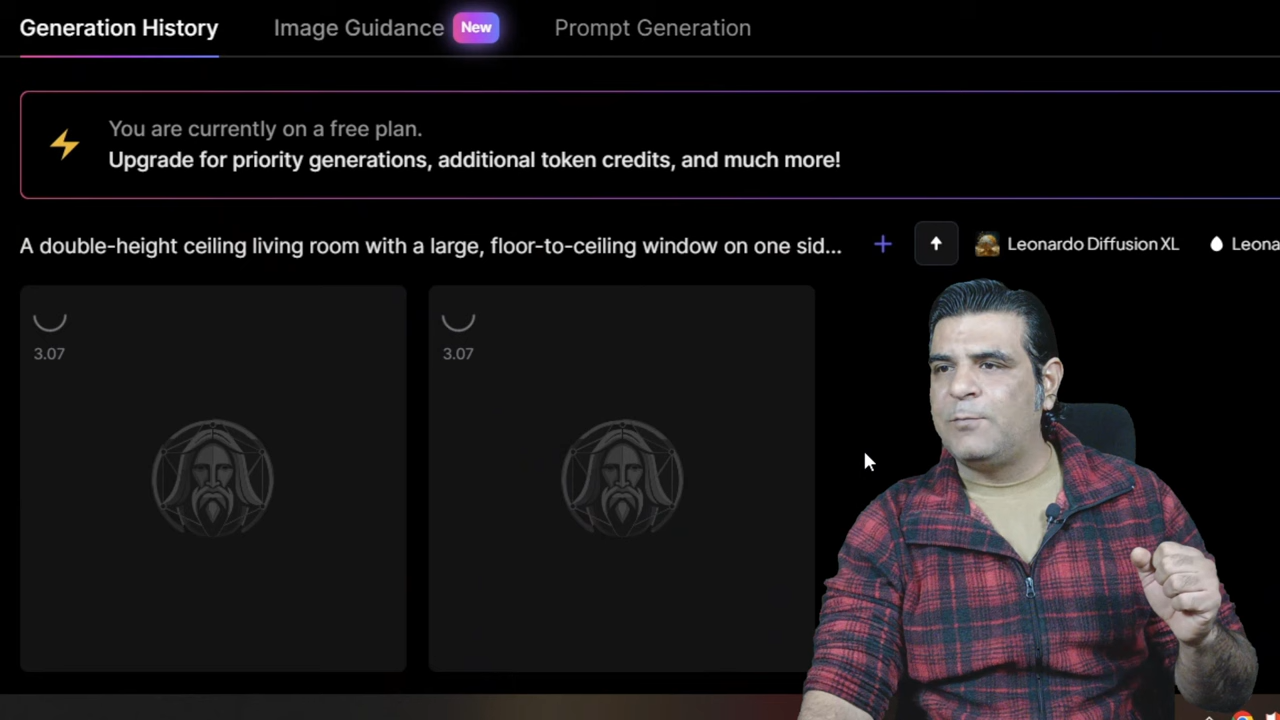 Generation History
Image Guidance New
Prompt Generation
You are currently on a free plan.
Upgrade for priority generations, additional token credits, and much more!
A double-height ceiling living room with a large, floor-to-ceiling window on one sid...
Leonardo Diffusion XL
Leona
3.07
3.07